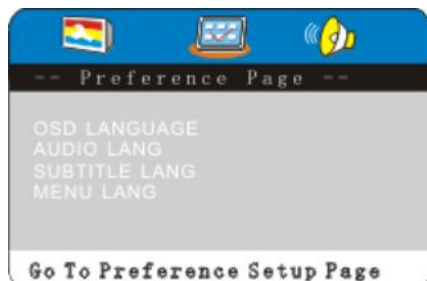 -- Preference Page --
OSD LANGUAGE
AUDIO LANG
SUBTITLE LANG
MENU LANG
Go To Preference Setup Page